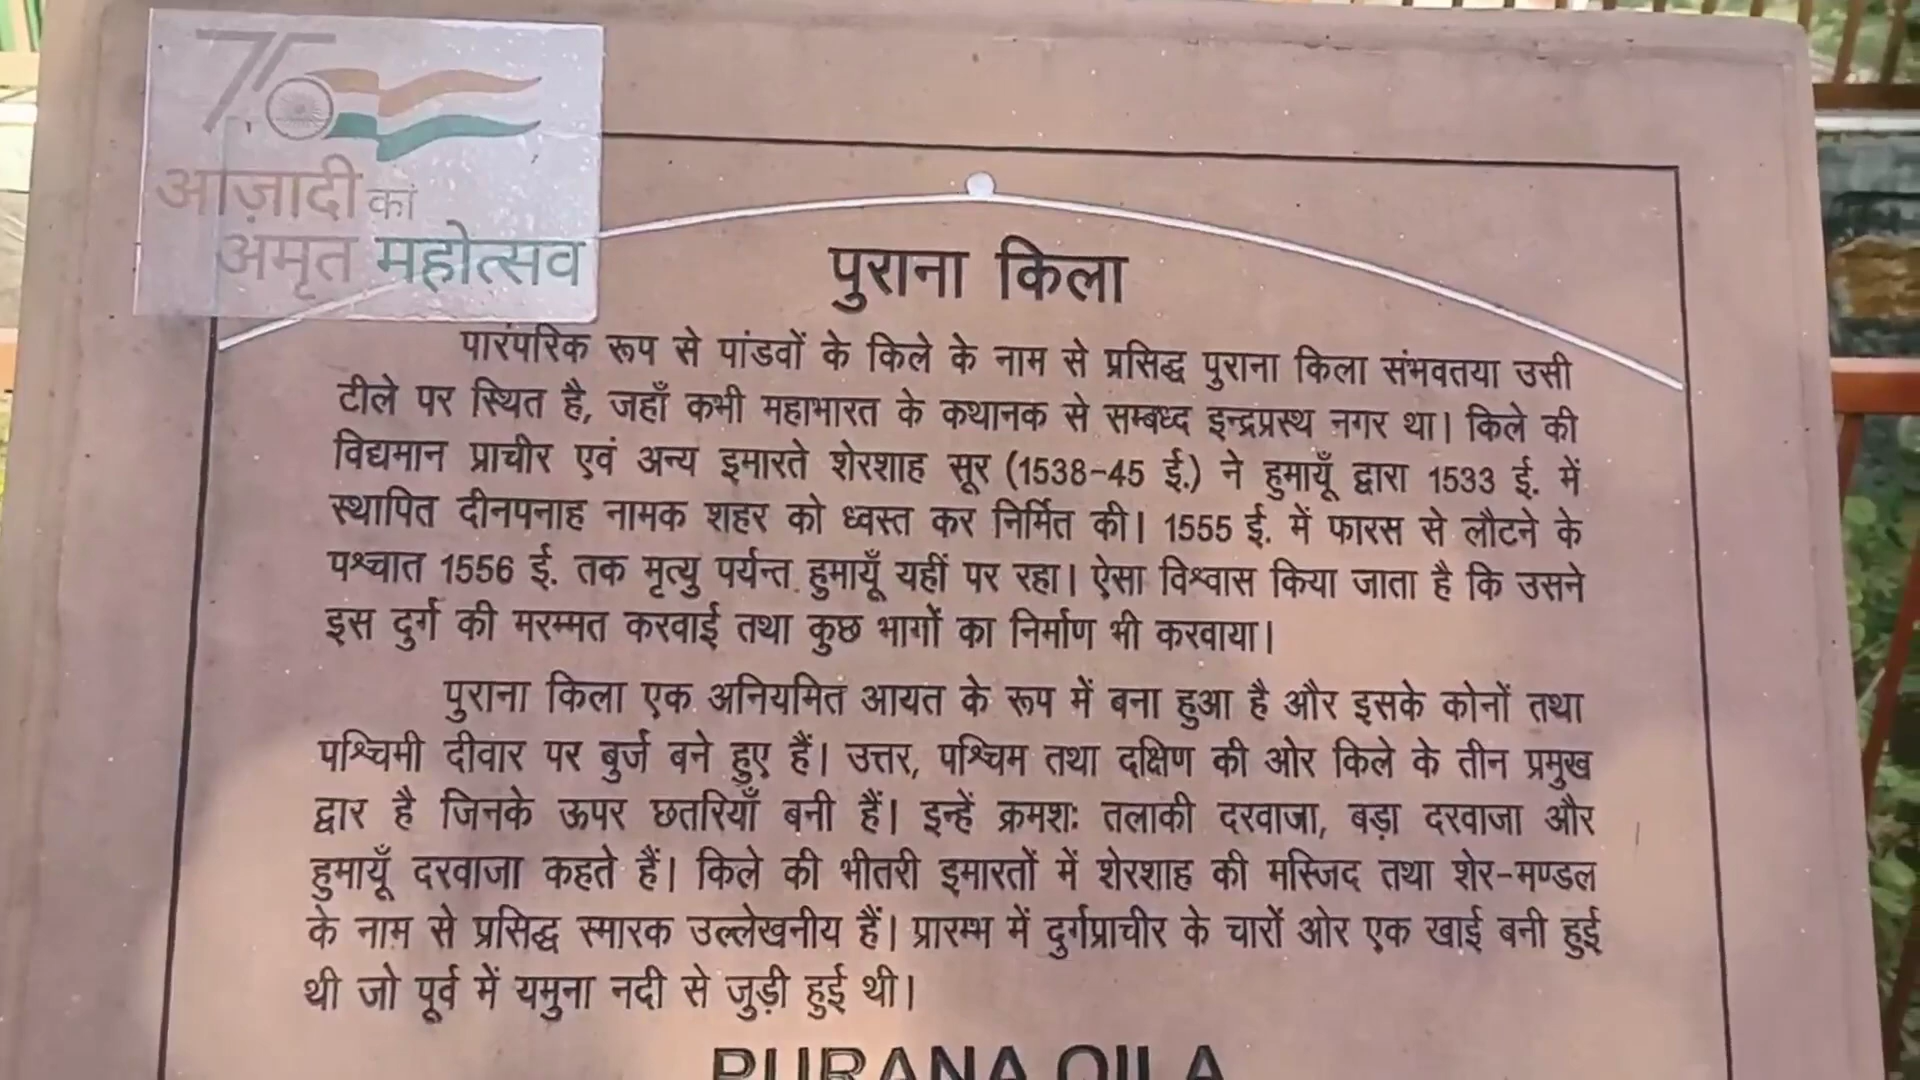 75
आज़ादी का
अमृत महोत्सव
पुराना किला
पारंपरिक रूप से पांडवों के किले के नाम से प्रसिद्ध पुराना किला संभवतया उसी
टीले पर स्थित है, जहाँ कभी महाभारत के कथानक से सम्बध्द इन्द्रप्रस्थ नगर था। किले की
विद्यमान प्राचीर एवं अन्य इमारते शेरशाह सूर (1538-45 ई.) ने हुमायूँ द्वारा 1533 ई. में
स्थापित दीनपनाह नामक शहर को ध्वस्त कर निर्मित की। 1555 ई. में फारस से लौटने के
पश्चात 1556 ई. तक मृत्यु पर्यन्त हुमायूँ यहीं पर रहा। ऐसा विश्वास किया जाता है कि उसने
इस दुर्ग की मरम्मत करवाई तथा कुछ भागों का निर्माण भी करवाया।
पुराना किला एक अनियमित आयत के रूप में बना हुआ है और इसके कोनों तथा
पश्चिमी दीवार पर बुर्ज बने हुए हैं। उत्तर, पश्चिम तथा दक्षिण की ओर किले के तीन प्रमुख
द्वार है जिनके ऊपर छतरियाँ बनी हैं। इन्हें क्रमशः तलाकी दरवाजा, बड़ा दरवाजा और
हुमायूँ दरवाजा कहते हैं। किले की भीतरी इमारतों में शेरशाह की मस्जिद तथा शेर-मण्डल
के नाम से प्रसिद्ध स्मारक उल्लेखनीय हैं। प्रारम्भ में दुर्गप्राचीर के चारों ओर एक खाई बनी हुई
थी जो पूर्व में यमुना नदी से जुड़ी हुई थी।
PURANA QILA